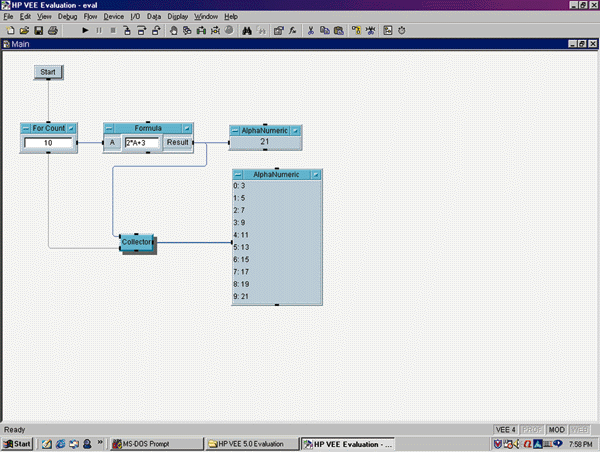 HP VEE Evaluation - eval
File Edit View Debug Flow Device I/O Data Display Window Help
Main
Start
For Count
10
Formula
A 2*A+3 Result
AlphaNumeric
21
AlphaNumeric
0: 3
1: 5
2: 7
3: 9
4: 11
5: 13
6: 15
7: 17
8: 19
9: 21
Collector
Ready
VEE 4 PROF MOD WEB
Start MS-DOS Prompt HP VEE 5.0 Evaluation HP VEE Evaluation - ... 7:58 PM